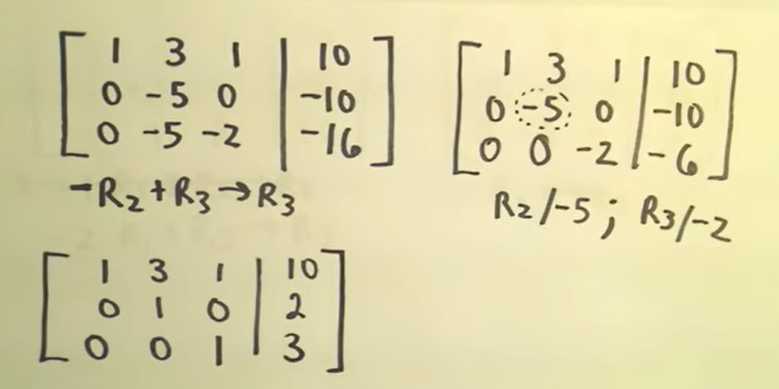 1 3 1 | 10
0 -5 0 | -10
0 -5 -2 | -16
-R2 + R3 → R3
1 3 1 | 10
0 -5 0 | -10
0 0 -2 | -6
R2/-5 ; R3/-2
1 3 1 | 10
0 1 0 | 2
0 0 1 | 3